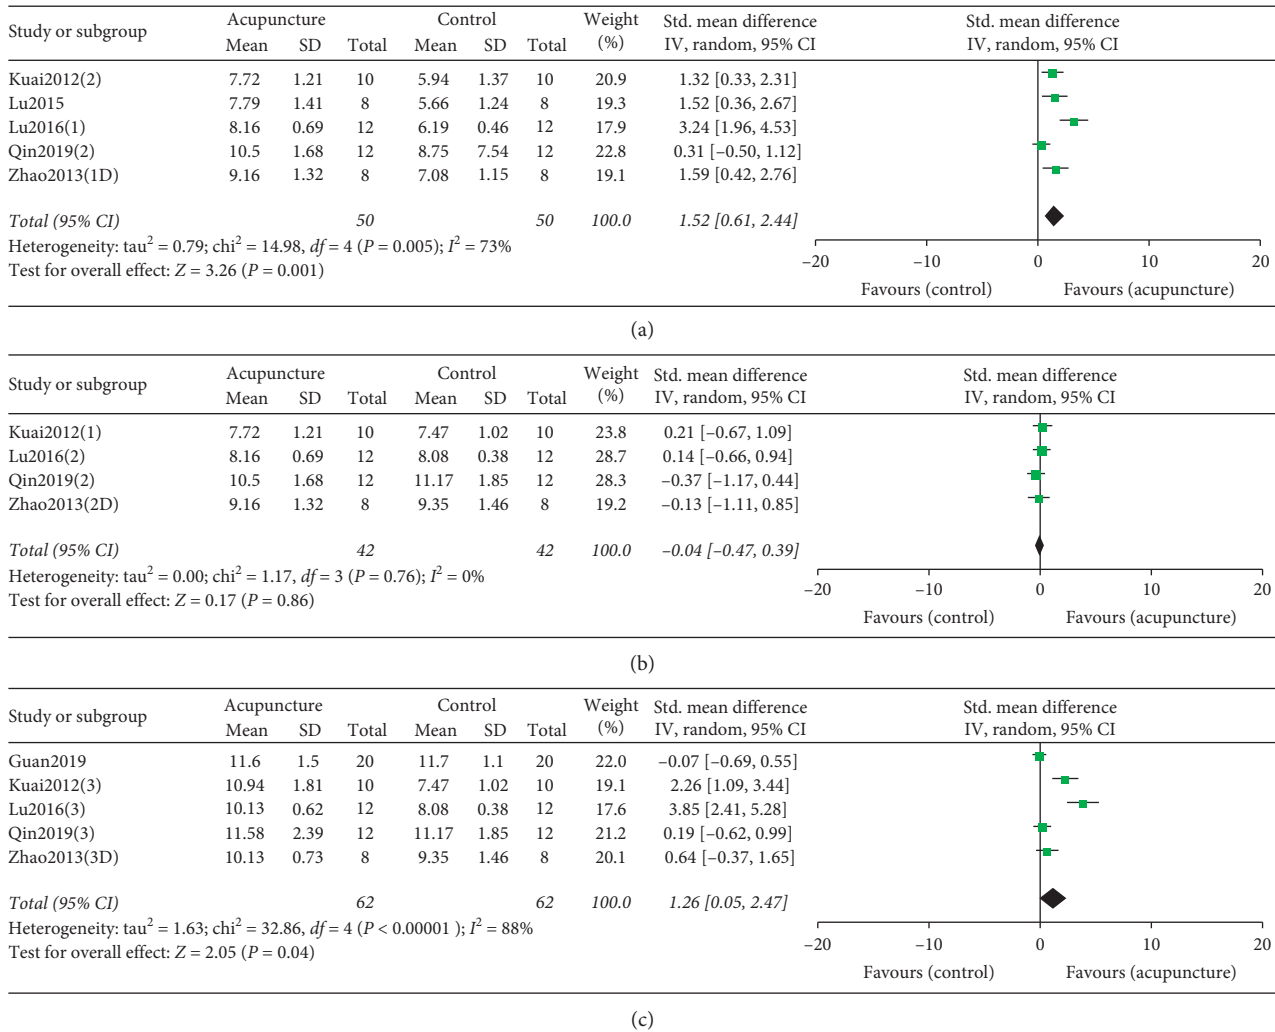 Study or subgroup Acupuncture Control Weight (%) Std. mean difference IV, random, 95% CI Std. mean difference IV, random, 95% CI
Mean SD Total Mean SD Total
Kuai2012(2) 7.72 1.21 10 5.94 1.37 10 20.9 1.32 [0.33, 2.31]
Lu2015 7.79 1.41 8 5.66 1.24 8 19.3 1.52 [0.36, 2.67]
Lu2016(1) 8.16 0.69 12 6.19 0.46 12 17.9 3.24 [1.96, 4.53]
Qin2019(2) 10.5 1.68 12 8.75 7.54 12 22.8 0.31 [–0.50, 1.12]
Zhao2013(1D) 9.16 1.32 8 7.08 1.15 8 19.1 1.59 [0.42, 2.76]
Total (95% CI) 50 50 100.0 1.52 [0.61, 2.44]
Heterogeneity: tau² = 0.79; chi² = 14.98, df = 4 (P = 0.005); I² = 73%
Test for overall effect: Z = 3.26 (P = 0.001)
–20 –10 0 10 20
Favours (control) Favours (acupuncture)
(a)
Study or subgroup Acupuncture Control Weight (%) Std. mean difference IV, random, 95% CI Std. mean difference IV, random, 95% CI
Mean SD Total Mean SD Total
Kuai2012(1) 7.72 1.21 10 7.47 1.02 10 23.8 0.21 [–0.67, 1.09]
Lu2016(2) 8.16 0.69 12 8.08 0.38 12 28.7 0.14 [–0.66, 0.94]
Qin2019(2) 10.5 1.68 12 11.17 1.85 12 28.3 –0.37 [–1.17, 0.44]
Zhao2013(2D) 9.16 1.32 8 9.35 1.46 8 19.2 –0.13 [–1.11, 0.85]
Total (95% CI) 42 42 100.0 –0.04 [–0.47, 0.39]
Heterogeneity: tau² = 0.00; chi² = 1.17, df = 3 (P = 0.76); I² = 0%
Test for overall effect: Z = 0.17 (P = 0.86)
–20 –10 0 10 20
Favours (control) Favours (acupuncture)
(b)
Study or subgroup Acupuncture Control Weight (%) Std. mean difference IV, random, 95% CI Std. mean difference IV, random, 95% CI
Mean SD Total Mean SD Total
Guan2019 11.6 1.5 20 11.7 1.1 20 22.0 –0.07 [–0.69, 0.55]
Kuai2012(3) 10.94 1.81 10 7.47 1.02 10 19.1 2.26 [1.09, 3.44]
Lu2016(3) 10.13 0.62 12 8.08 0.38 12 17.6 3.85 [2.41, 5.28]
Qin2019(3) 11.58 2.39 12 11.17 1.85 12 21.2 0.19 [–0.62, 0.99]
Zhao2013(3D) 10.13 0.73 8 9.35 1.46 8 20.1 0.64 [–0.37, 1.65]
Total (95% CI) 62 62 100.0 1.26 [0.05, 2.47]
Heterogeneity: tau² = 1.63; chi² = 32.86, df = 4 (P < 0.00001 ); I² = 88%
Test for overall effect: Z = 2.05 (P = 0.04)
–20 –10 0 10 20
Favours (control) Favours (acupuncture)
(c)